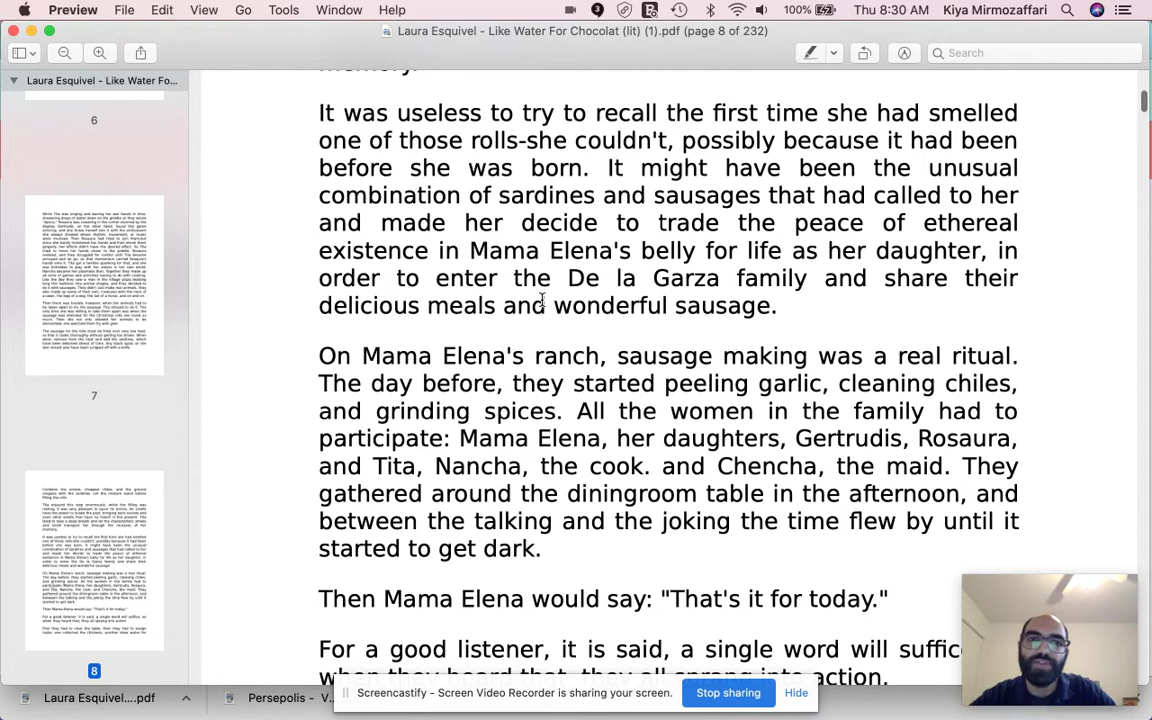 Preview File Edit View Go Tools Window Help 3 100% Thu 8:30 AM Kiya Mirmozaffari
Laura Esquivel - Like Water For Chocolat (lit) (1).pdf (page 8 of 232)
Search
Laura Esquivel - Like Water Fo...
6
7
8
It was useless to try to recall the first time she had smelled
one of those rolls-she couldn't, possibly because it had been
before she was born. It might have been the unusual
combination of sardines and sausages that had called to her
and made her decide to trade the peace of ethereal
existence in Mama Elena's belly for life as her daughter, in
order to enter the De la Garza family and share their
delicious meals and wonderful sausage.
On Mama Elena's ranch, sausage making was a real ritual.
The day before, they started peeling garlic, cleaning chiles,
and grinding spices. All the women in the family had to
participate: Mama Elena, her daughters, Gertrudis, Rosaura,
and Tita, Nancha, the cook. and Chencha, the maid. They
gathered around the diningroom table in the afternoon, and
between the talking and the joking the time flew by until it
started to get dark.
Then Mama Elena would say: "That's it for today."
For a good listener, it is said, a single word will suffic
when they heard that, they all sprang into action.
Screencastify - Screen Video Recorder is sharing your screen. Stop sharing Hide
Laura Esquivel....pdf
Persepolis - V...